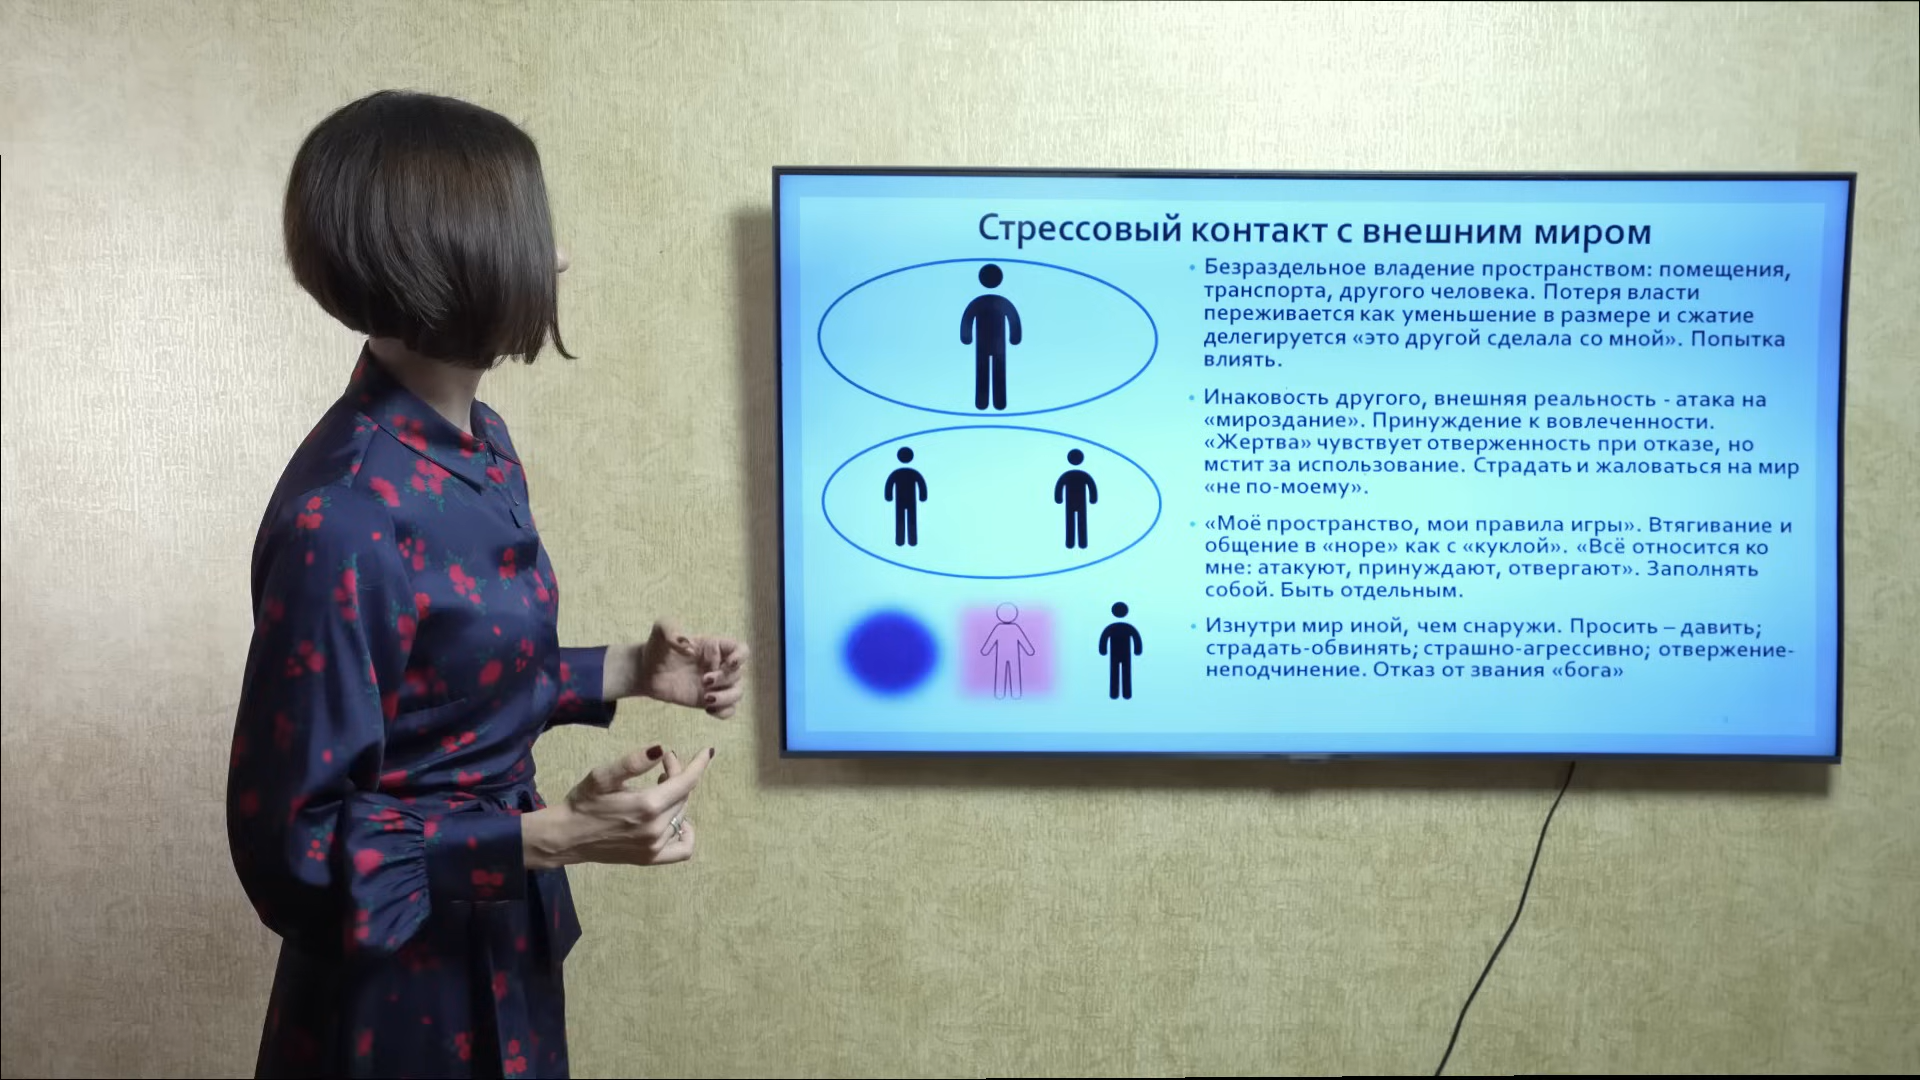 Стрессовый контакт с внешним миром
• Безраздельное владение пространством: помещения,
транспорта, другого человека. Потеря власти
переживается как уменьшение в размере и сжатие
делегируется «это другой сделала со мной». Попытка
влиять.
• Инаковость другого, внешняя реальность - атака на
«мироздание». Принуждение к вовлеченности.
«Жертва» чувствует отверженность при отказе, но
мстит за использование. Страдать и жаловаться на мир
«не по-моему».
• «Моё пространство, мои правила игры». Втягивание и
общение в «норе» как с «куклой». «Всё относится ко
мне: атакуют, принуждают, отвергают». Заполнять
собой. Быть отдельным.
• Изнутри мир иной, чем снаружи. Просить – давить;
страдать-обвинять; страшно-агрессивно; отвержение-
неподчинение. Отказ от звания «бога»